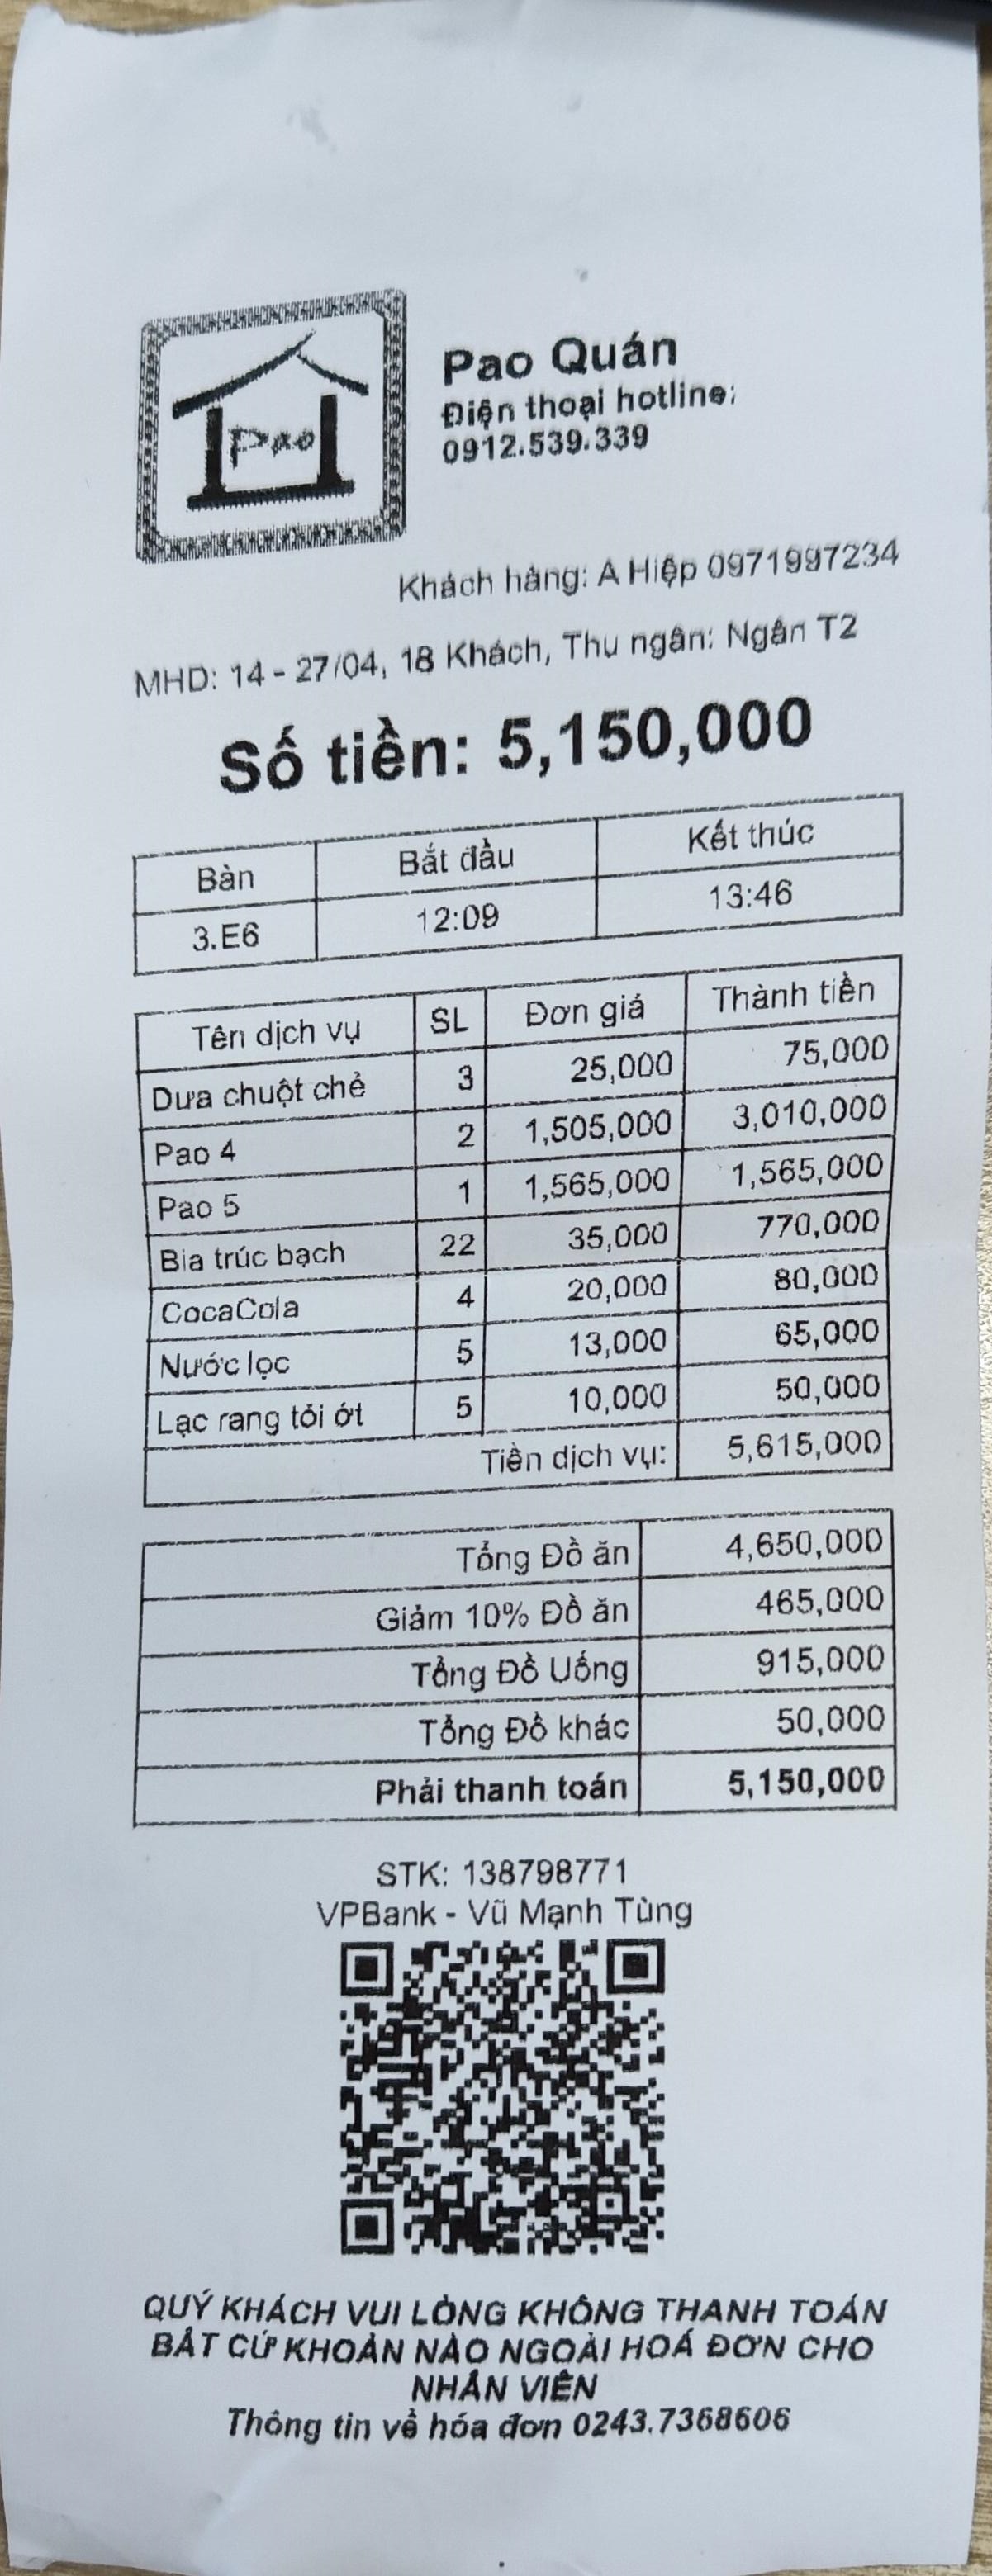 Pao
Pao Quán
Điện thoại hotline:
0912.539.339
Khách hàng: A Hiệp 0971997234
MHD: 14 - 27/04, 18 Khách, Thu ngân: Ngân T2
Số tiền: 5,150,000
Bàn Bắt đầu Kết thúc
3.E6 12:09 13:46
Tên dịch vụ SL Đơn giá Thành tiền
Dưa chuột chẻ 3 25,000 75,000
Pao 4 2 1,505,000 3,010,000
Pao 5 1 1,565,000 1,565,000
Bia trúc bạch 22 35,000 770,000
CocaCola 4 20,000 80,000
Nước lọc 5 13,000 65,000
Lạc rang tỏi ớt 5 10,000 50,000
Tiền dịch vụ: 5,615,000
Tổng Đồ ăn 4,650,000
Giảm 10% Đồ ăn 465,000
Tổng Đồ Uống 915,000
Tổng Đồ khác 50,000
Phải thanh toán 5,150,000
STK: 138798771
VPBank - Vũ Mạnh Tùng
QUÝ KHÁCH VUI LÒNG KHÔNG THANH TOÁN
BẤT CỨ KHOẢN NÀO NGOÀI HOÁ ĐƠN CHO
NHÂN VIÊN
Thông tin về hóa đơn 0243.7368606